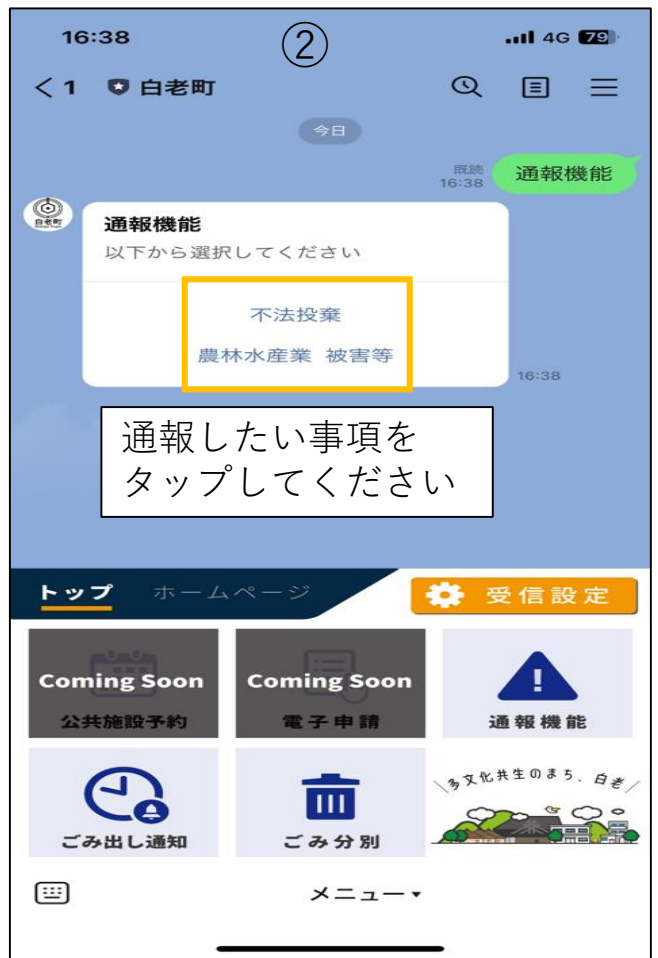 16:38
②
4G 79
1 白老町
今日
既読
16:38
通報機能
白老町
通報機能
以下から選択してください
不法投棄
農林水産業 被害等
16:38
通報したい事項を
タップしてください
トップ ホームページ
受信設定
Coming Soon
公共施設予約
Coming Soon
電子申請
通報機能
ごみ出し通知
ごみ分別
多文化共生のまち、白老
メニュー▾